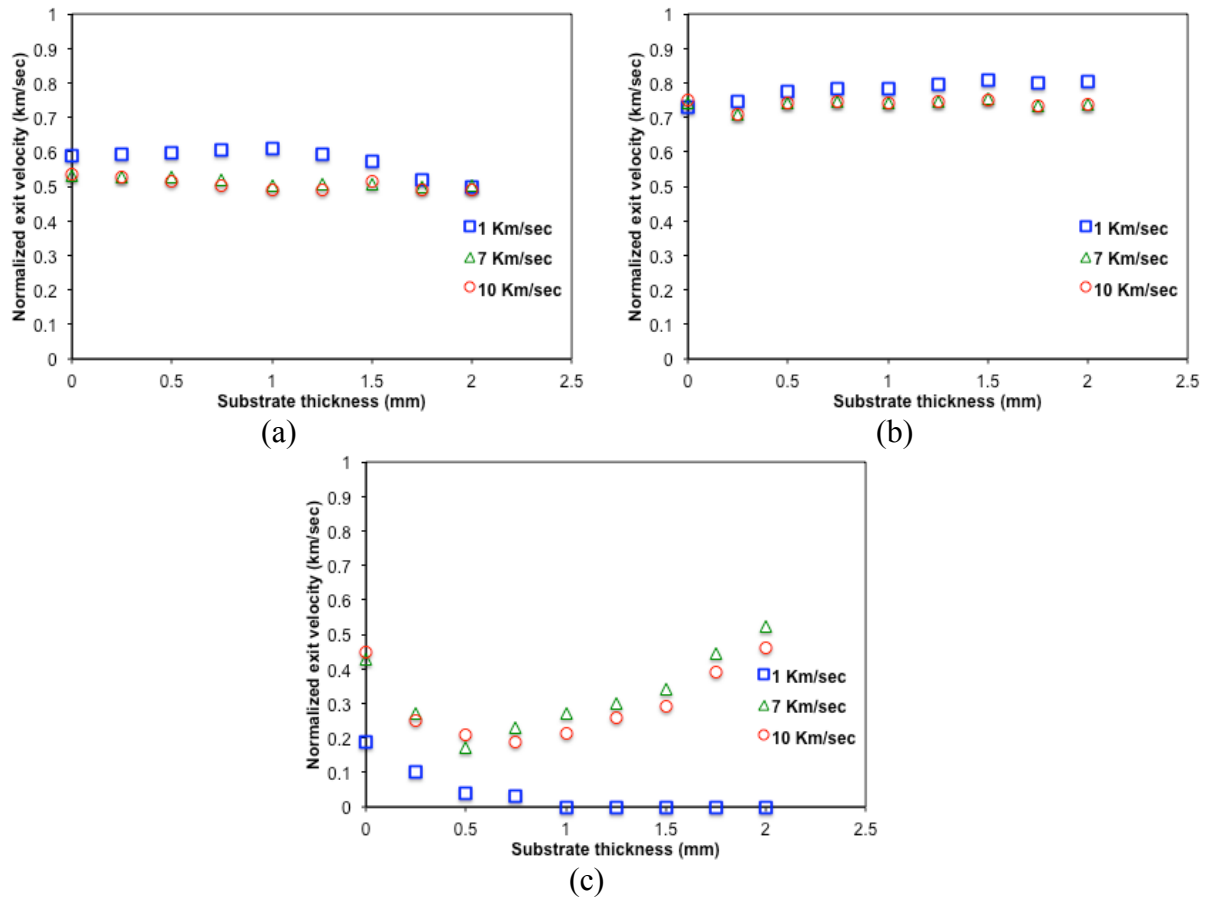 Normalized exit velocity (km/sec)
1
0.9
0.8
0.7
0.6
0.5
0.4
0.3
0.2
0.1
0
0 0.5 1 1.5 2 2.5
Substrate thickness (mm)
1 Km/sec
7 Km/sec
10 Km/sec
(a)
Normalized exit velocity (km/sec)
1
0.9
0.8
0.7
0.6
0.5
0.4
0.3
0.2
0.1
0
0 0.5 1 1.5 2 2.5
Substrate thickness (mm)
1 Km/sec
7 Km/sec
10 Km/sec
(b)
Normalized exit velocity (km/sec)
1
0.9
0.8
0.7
0.6
0.5
0.4
0.3
0.2
0.1
0
0 0.5 1 1.5 2 2.5
Substrate thickness (mm)
1 Km/sec
7 Km/sec
10 Km/sec
(c)